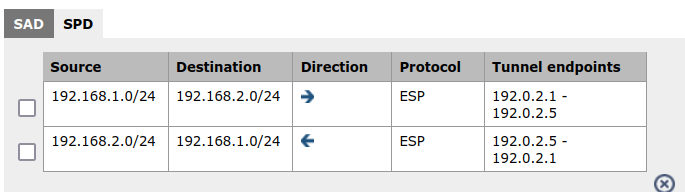 SAD SPD
Source Destination Direction Protocol Tunnel endpoints
192.168.1.0/24 192.168.2.0/24 ESP 192.0.2.1 -
192.0.2.5
192.168.2.0/24 192.168.1.0/24 ESP 192.0.2.5 -
192.0.2.1